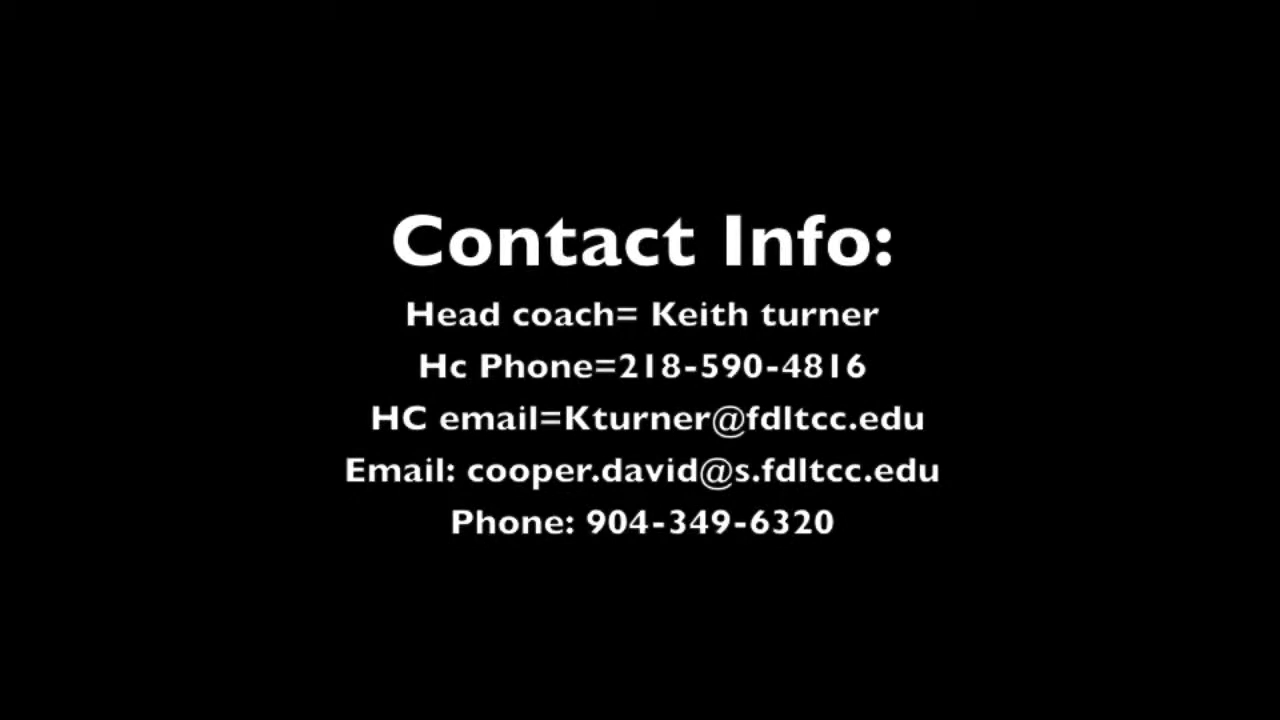 Contact Info:
Head coach= Keith turner
Hc Phone=218-590-4816
HC email=Kturner@fdltcc.edu
Email: cooper.david@s.fdltcc.edu
Phone: 904-349-6320